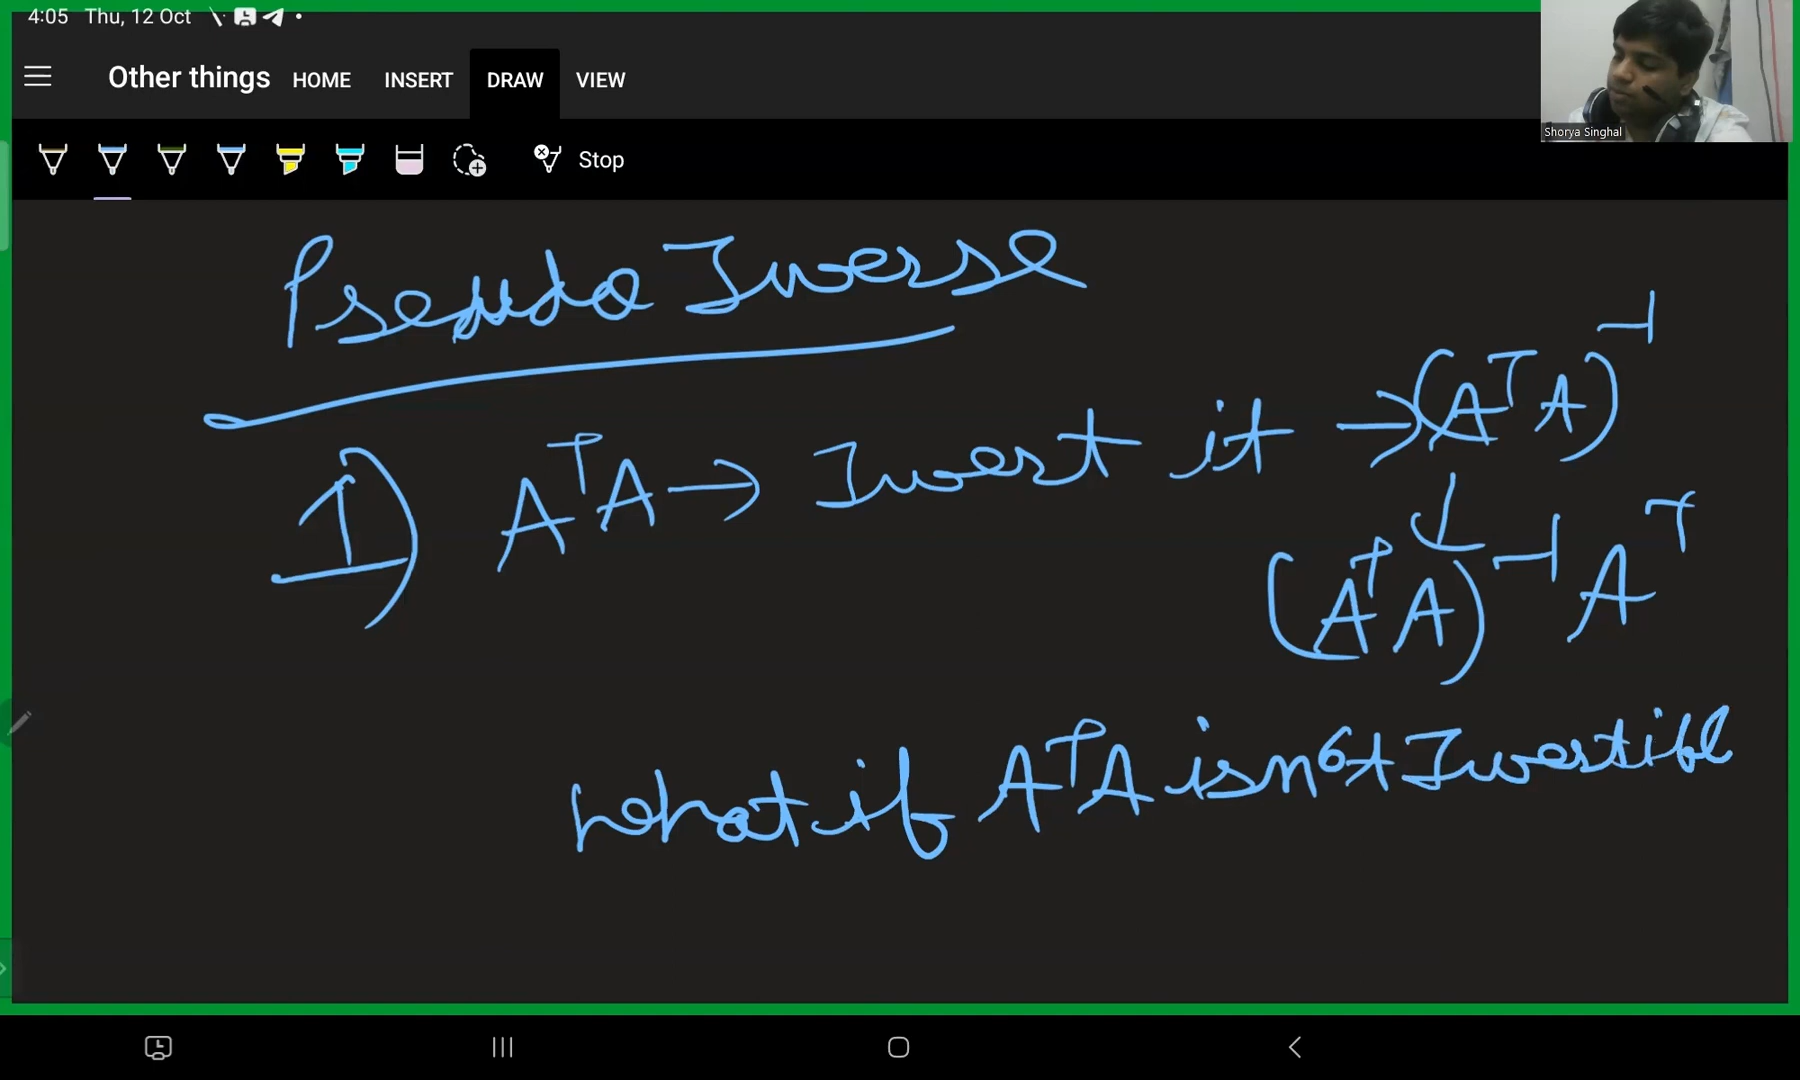 4:05 Thu, 12 Oct
Other things HOME INSERT DRAW VIEW
Shorya Singhal
Stop
Pseudo Inverse
1) AᵀA → Invert it → (AᵀA)⁻¹
↓
(AᵀA)⁻¹Aᵀ
What if AᵀA isn't Invertible